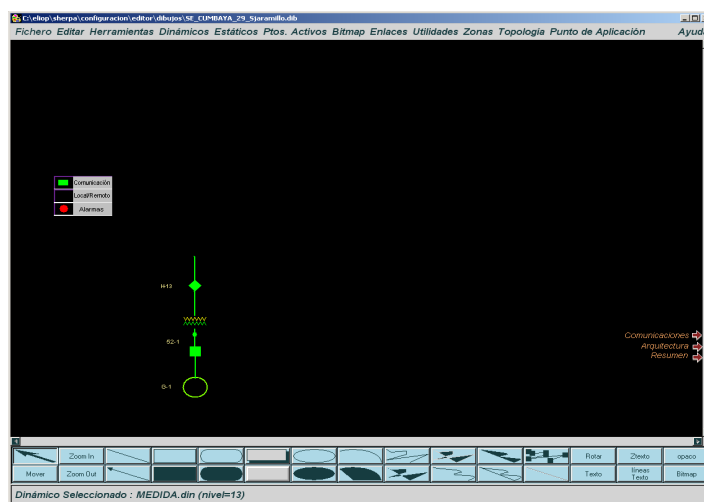 C:\eliop\sherpa\configuracion\editor\dibujos\SE_CUMBAYA_29_Sjaramillo.dib
Fichero Editar Herramientas Dinámicos Estáticos Ptos. Activos Bitmap Enlaces Utilidades Zonas Topología Punto de Aplicación Ayud
Comunicación
Local/Remoto
Alarmas
52-1
G-1
Comunicaciones
Arquitectura
Resumen
Zoom In
Rotar
Ztexto
opaco
Mover
Zoom Out
Texto
líneas
Texto
Bitmap
Dinámico Seleccionado : MEDIDA.din (nivel=13)